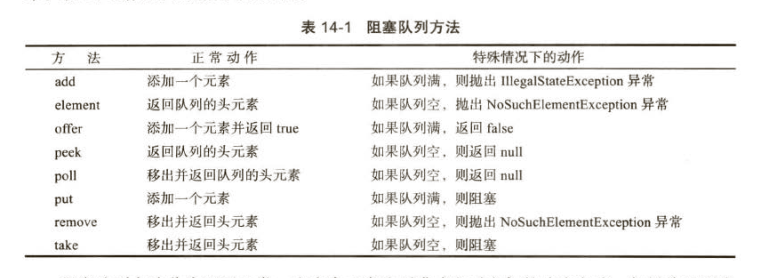 表 14-1 阻塞队列方法
方 法 正常动作 特殊情况下的动作
add 添加一个元素 如果队列满，则抛出 IllegalStateException 异常
element 返回队列的头元素 如果队列空，抛出 NoSuchElementException 异常
offer 添加一个元素并返回 true 如果队列满，返回 false
peek 返回队列的头元素 如果队列空，则返回 null
poll 移出并返回队列的头元素 如果队列空，则返回 null
put 添加一个元素 如果队列满，则阻塞
remove 移出并返回头元素 如果队列空，则抛出 NoSuchElementException 异常
take 移出并返回头元素 如果队列空，则阻塞